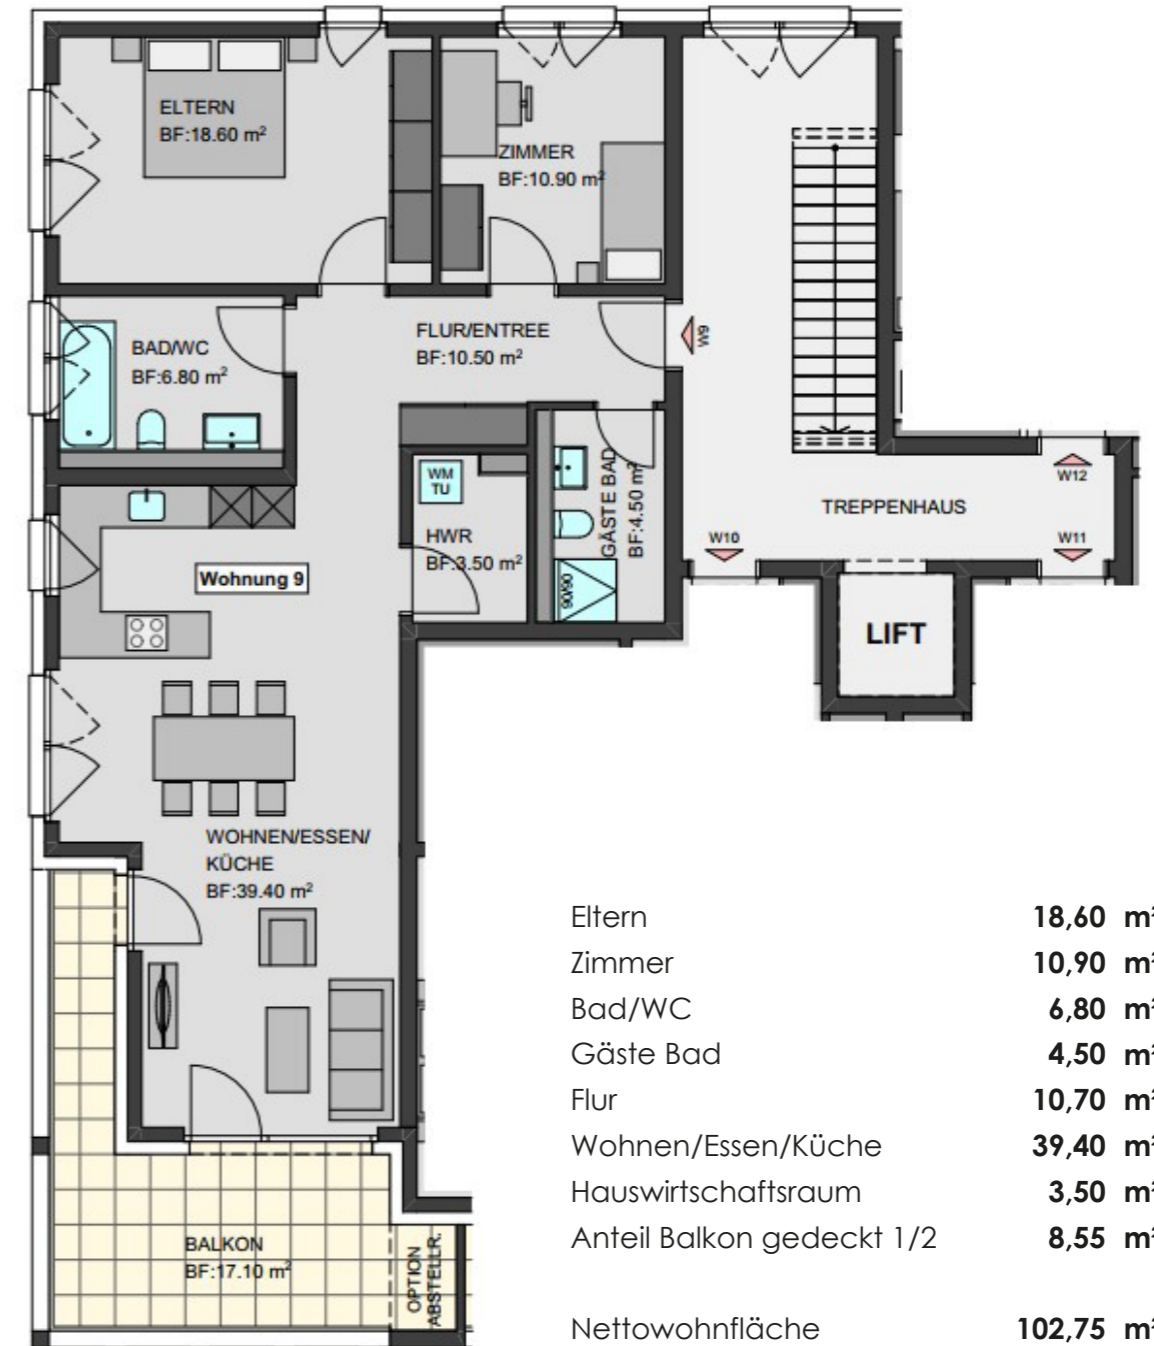 ELTERN
BF:18.60 m²
ZIMMER
BF:10.90 m²
BAD/WC
BF:6.80 m²
FLUR/ENTREE
BF:10.50 m²
W9
WM
TU
HWR
BF:3.50 m²
GÄSTE BAD
BF:4.50 m²
90/90
TREPPENHAUS
W12
W10
W11
LIFT
Wohnung 9
WOHNEN/ESSEN/
KÜCHE
BF:39.40 m²
BALKON
BF:17.10 m²
OPTION
ABSTELLR.
Eltern 18,60 m²
Zimmer 10,90 m²
Bad/WC 6,80 m²
Gäste Bad 4,50 m²
Flur 10,70 m²
Wohnen/Essen/Küche 39,40 m²
Hauswirtschaftsraum 3,50 m²
Anteil Balkon gedeckt 1/2 8,55 m²
Nettowohnfläche 102,75 m²